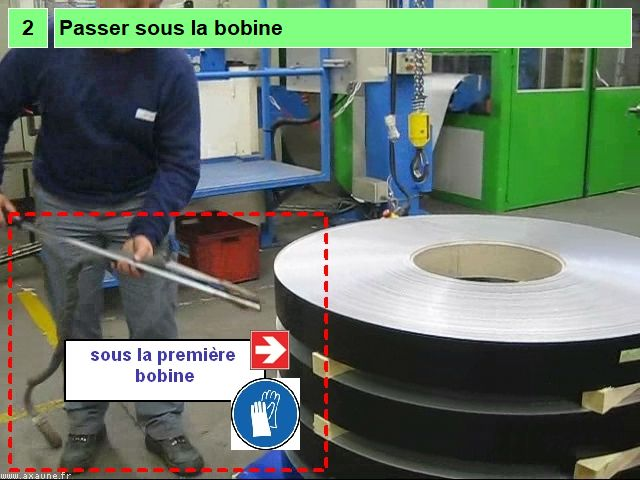 2 Passer sous la bobine
sous la première
bobine
www.axaune.fr